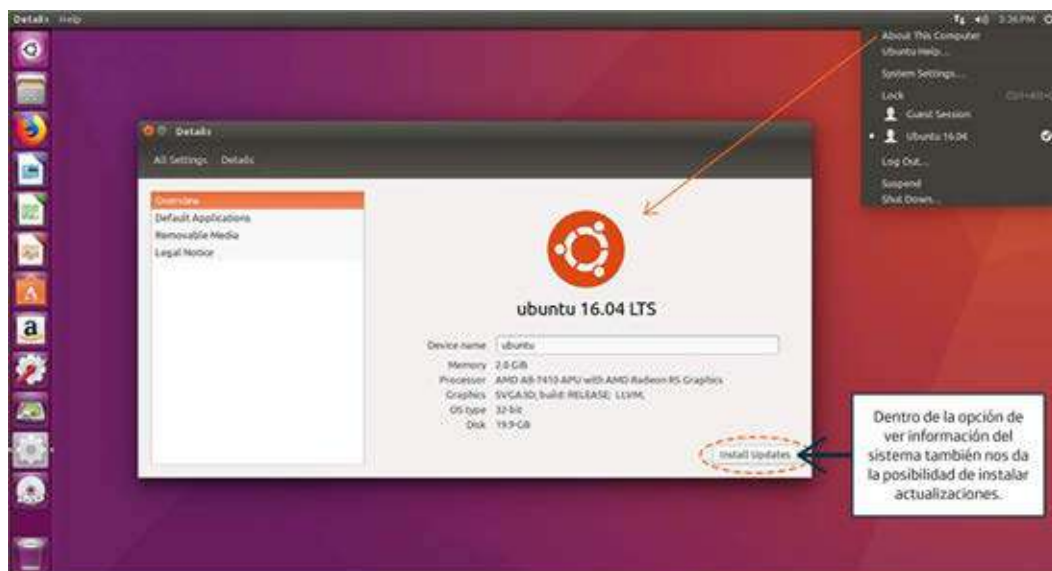 Details Help
3:36 PM
About This Computer
Ubuntu Help...
System Settings...
Lock
Guest Session
Ubuntu 16.04
Log Out...
Suspend
Shut Down...
Details
All Settings Details
Overview
Default Applications
Removable Media
Legal Notice
ubuntu 16.04 LTS
Device name ubuntu
Memory 2.0 GiB
Processor AMD A8-7410 APU with AMD Radeon R5 Graphics
Graphics SVGA3D; build: RELEASE; LLVM;
OS type 32-bit
Disk 19.9 GB
Install Updates
Dentro de la opción de
ver información del
sistema también nos da
la posibilidad de instalar
actualizaciones.
a